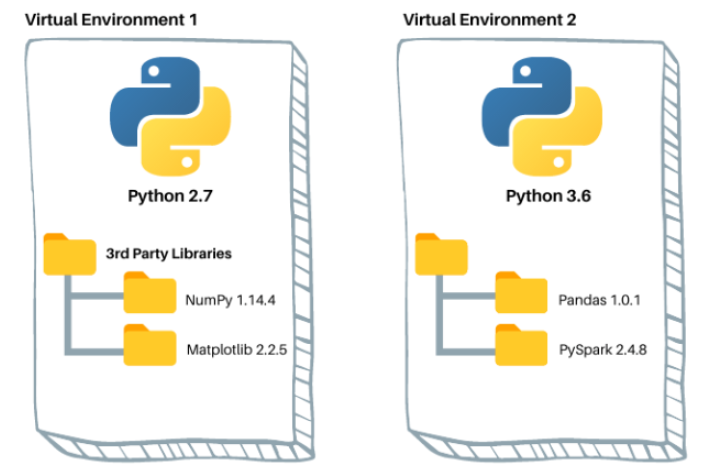 Virtual Environment 1
Python 2.7
3rd Party Libraries
NumPy 1.14.4
Matplotlib 2.2.5
Virtual Environment 2
Python 3.6
Pandas 1.0.1
PySpark 2.4.8